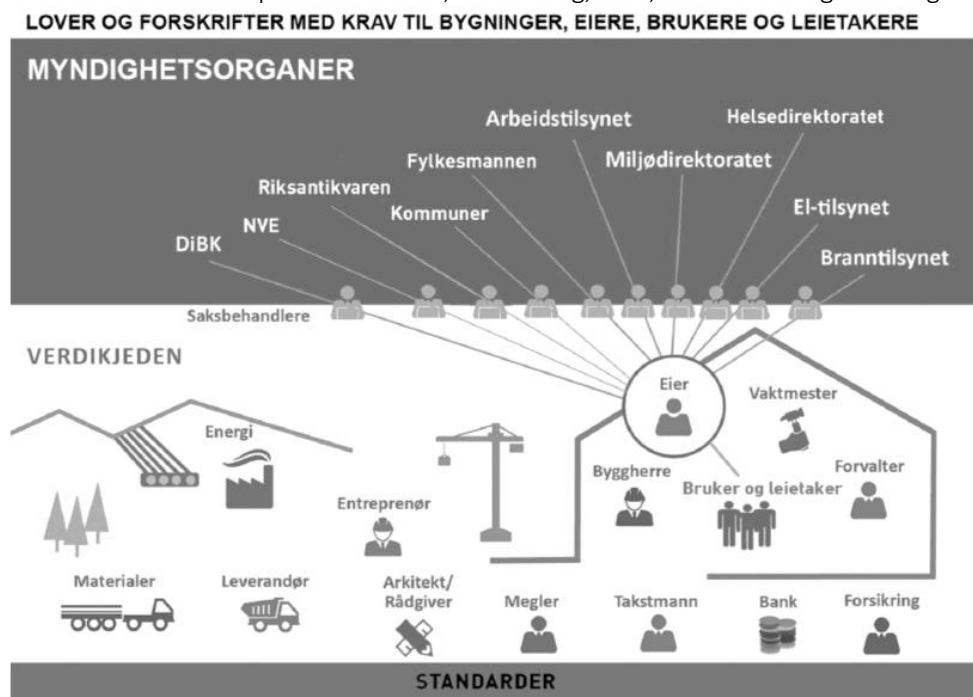 LOVER OG FORSKRIFTER MED KRAV TIL BYGNINGER, EIERE, BRUKERE OG LEIETAKERE
MYNDIGHETSORGANER
Arbeidstilsynet
Helsedirektoratet
Fylkesmannen
Miljødirektoratet
Riksantikvaren
Kommuner
El-tilsynet
NVE
DiBK
Branntilsynet
Saksbehandlere
VERDIKJEDEN
Eier
Vaktmester
Energi
Byggherre
Bruker og leietaker
Forvalter
Entreprenør
Materialer
Leverandør
Arkitekt/
Rådgiver
Megler
Takstmann
Bank
Forsikring
STANDARDER